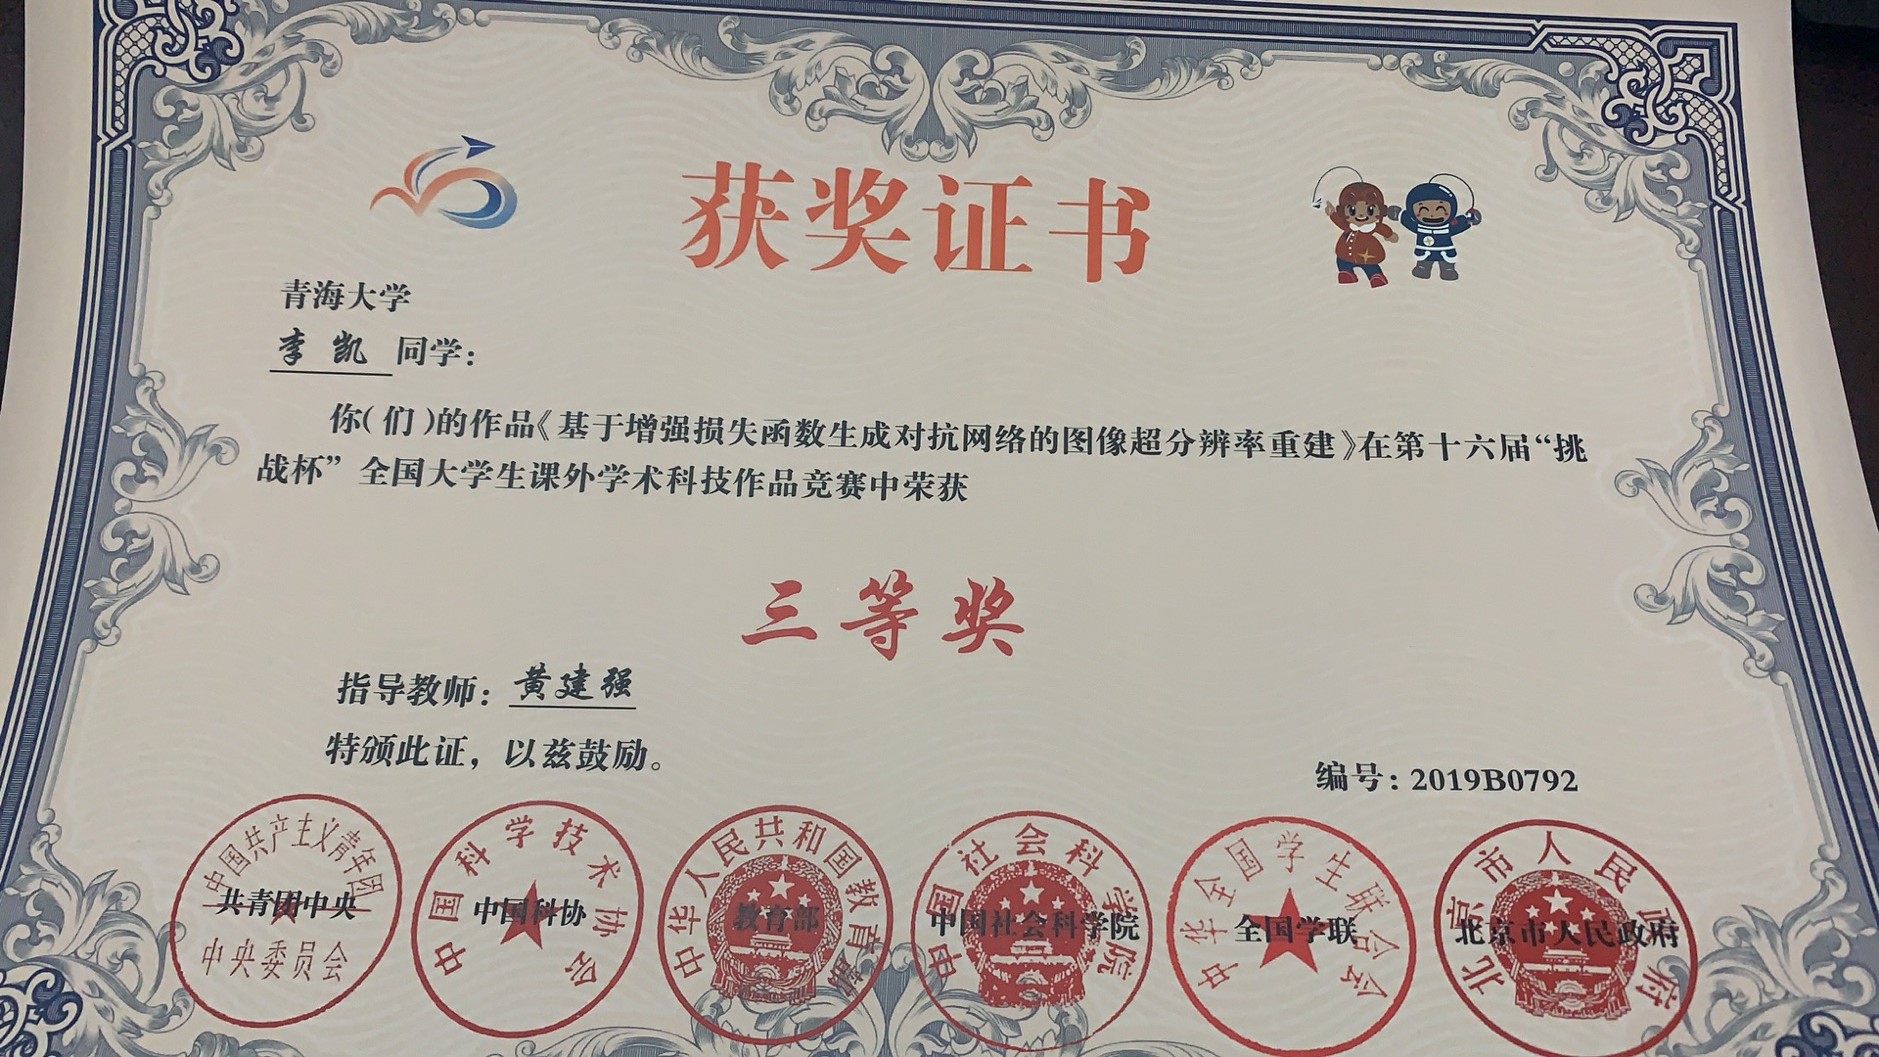 获奖证书
青海大学
李凯 同学：
你(们)的作品《基于增强损失函数生成对抗网络的图像超分辨率重建》在第十六届“挑
战杯”全国大学生课外学术科技作品竞赛中荣获
三等奖
指导教师：黄建强
特颁此证，以兹鼓励。
编号：2019B0792
中国共产主义青年团
共青团中央
中央委员会
中国科学技术协会
中国科协
中华人民共和国教育部
教育部
中国社会科学院
中国社会科学院
中华全国学生联合会
全国学联
北京市人民政府
北京市人民政府